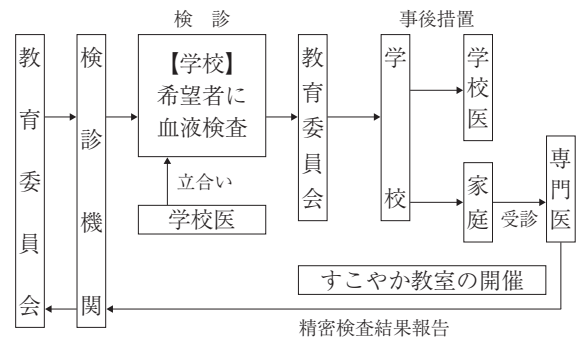 検　診
事後措置
教育委員会
検診機関
【学校】
希望者に
血液検査
立合い
学校医
教育委員会
学校
学校医
家庭
受診
専門医
すこやか教室の開催
精密検査結果報告